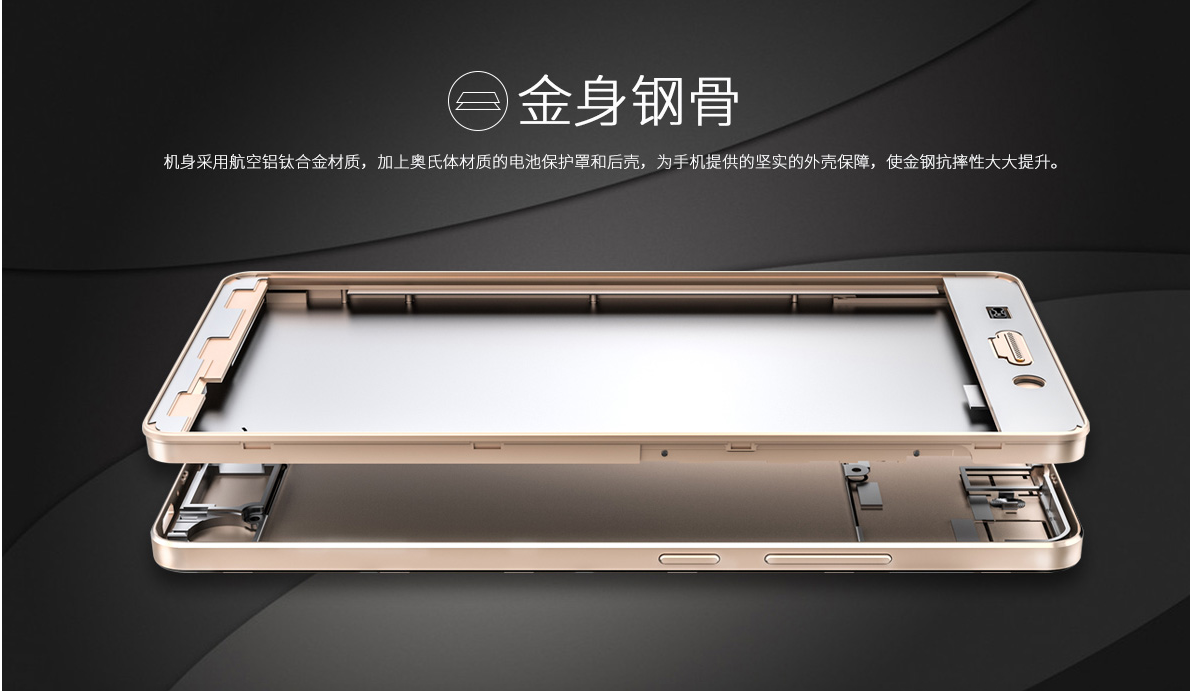 金身钢骨
机身采用航空铝钛合金材质，加上奥氏体材质的电池保护罩和后壳，为手机提供的坚实的外壳保障，使金钢抗摔性大大提升。